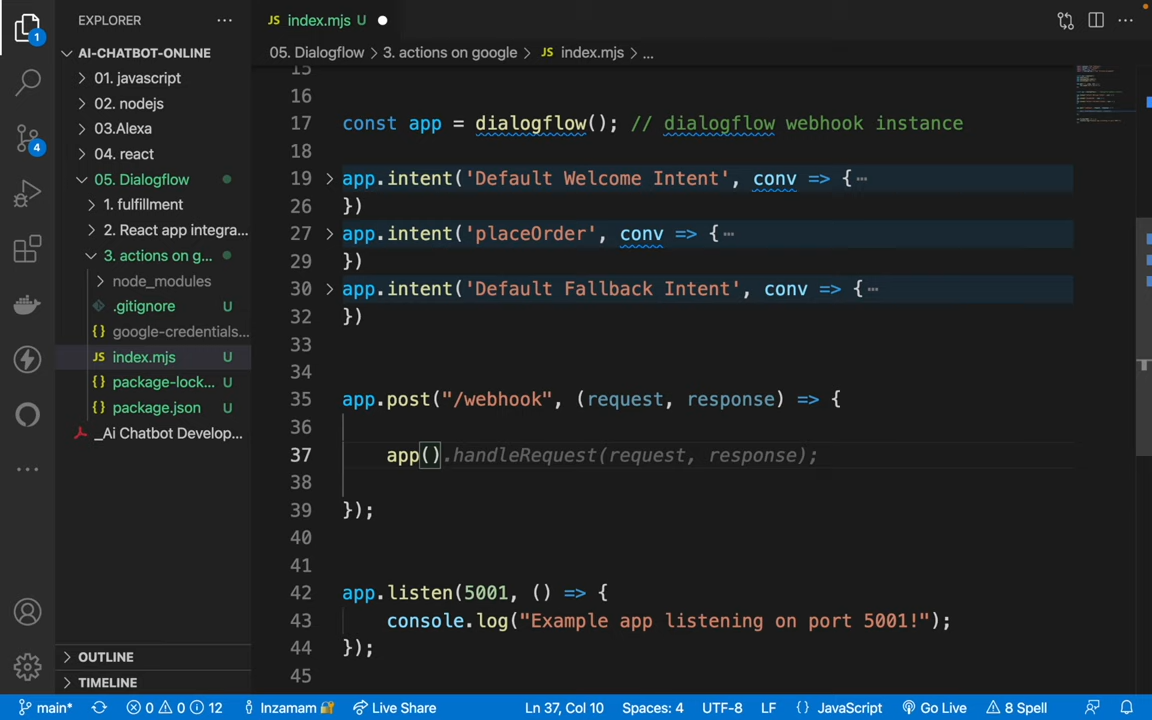 EXPLORER
AI-CHATBOT-ONLINE
01. javascript
02. nodejs
03.Alexa
04. react
05. Dialogflow
1. fulfillment
2. React app integra...
3. actions on g...
node_modules
.gitignore U
google-credentials...
JS index.mjs U
package-lock... U
package.json U
_Ai Chatbot Develop...
OUTLINE
TIMELINE
1
4
JS index.mjs U
05. Dialogflow > 3. actions on google > JS index.mjs > ...
15
16
17 const app = dialogflow(); // dialogflow webhook instance
18
19 app.intent('Default Welcome Intent', conv => {
26 })
27 app.intent('placeOrder', conv => {
29 })
30 app.intent('Default Fallback Intent', conv => {
32 })
33
34
35 app.post("/webhook", (request, response) => {
36
37 app().handleRequest(request, response);
38
39 });
40
41
42 app.listen(5001, () => {
43 console.log("Example app listening on port 5001!");
44 });
45
main* 0 0 12 Inzamam Live Share Ln 37, Col 10 Spaces: 4 UTF-8 LF {} JavaScript Go Live 8 Spell